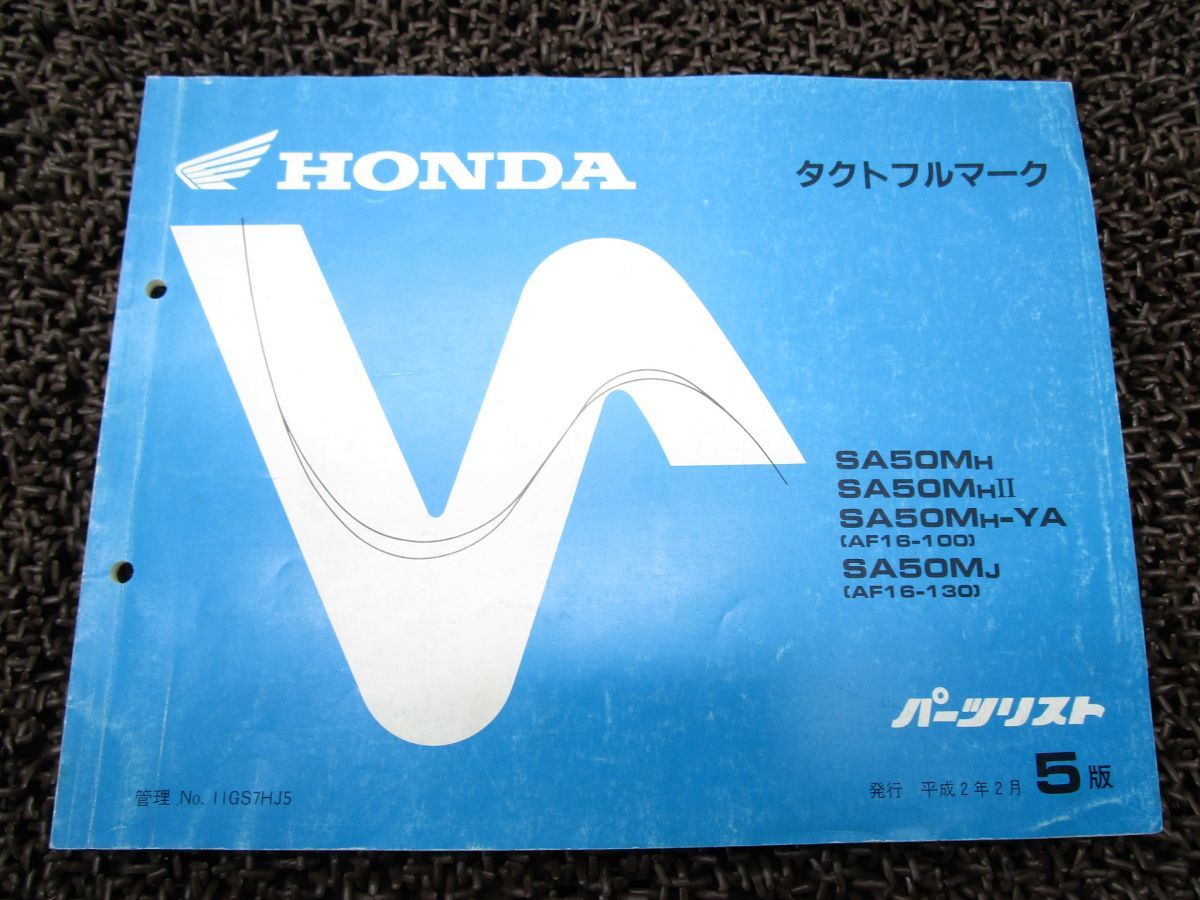 HONDA
タクトフルマーク
SA50MH
SA50MHII
SA50MH-YA
(AF16-100)
SA50MJ
(AF16-130)
パーツリスト
管理 No. 11GS7HJ5
発行 平成2年2月 5版